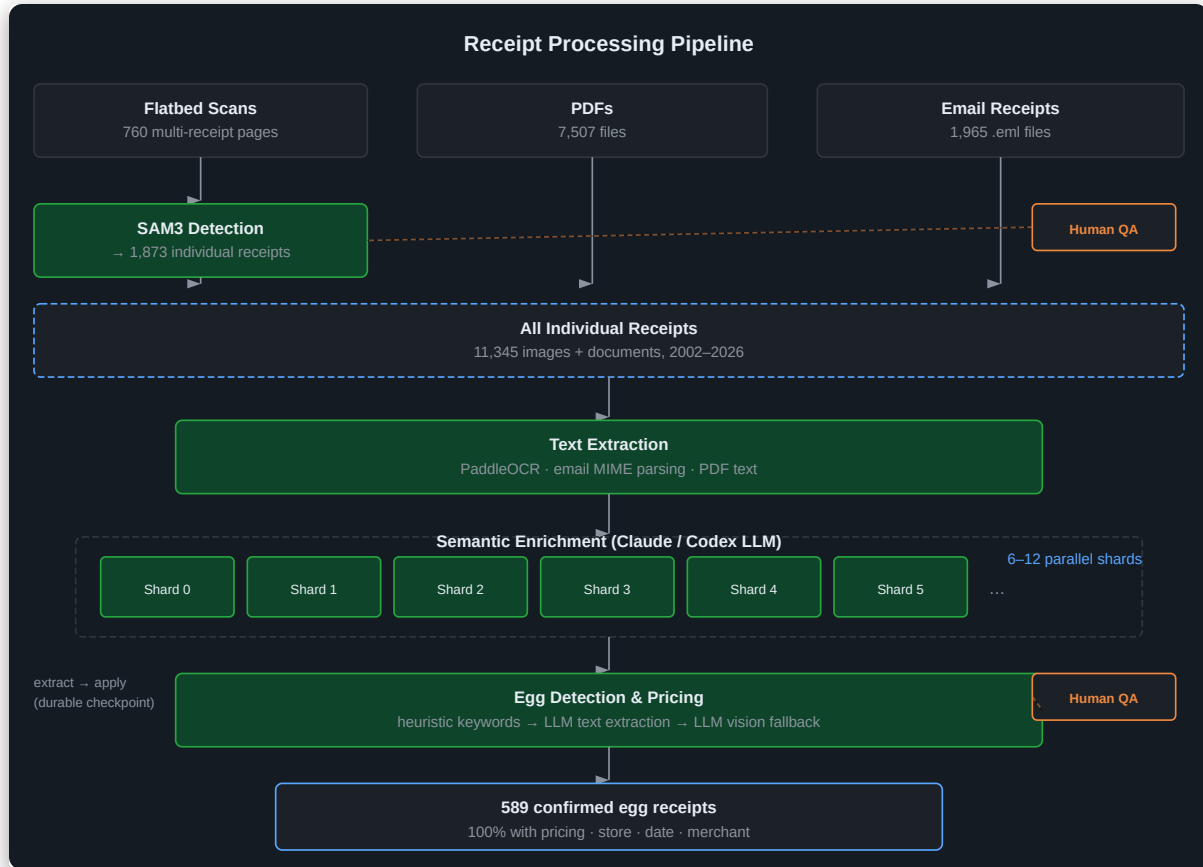 Receipt Processing Pipeline
Flatbed Scans
760 multi-receipt pages
PDFs
7,507 files
Email Receipts
1,965 .eml files
SAM3 Detection
→ 1,873 individual receipts
Human QA
All Individual Receipts
11,345 images + documents, 2002–2026
Text Extraction
PaddleOCR · email MIME parsing · PDF text
Semantic Enrichment (Claude / Codex LLM)
6–12 parallel shards
Shard 0
Shard 1
Shard 2
Shard 3
Shard 4
Shard 5
…
extract → apply
(durable checkpoint)
Egg Detection & Pricing
heuristic keywords → LLM text extraction → LLM vision fallback
Human QA
589 confirmed egg receipts
100% with pricing · store · date · merchant